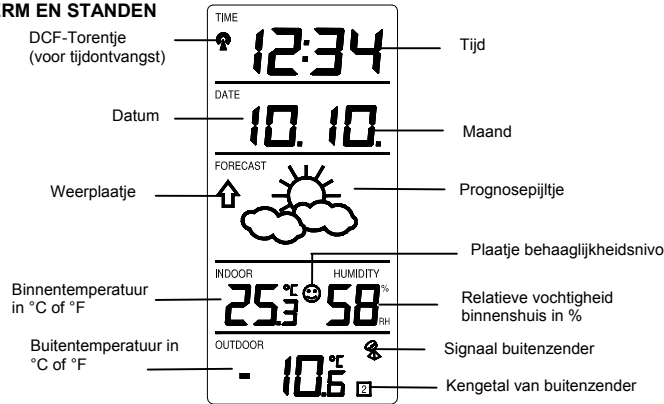 ERM EN STANDEN
TIME
DCF-Torentje
(voor tijdontvangst)
12:34
Tijd
DATE
Datum
10. 10.
Maand
FORECAST
Weerplaatje
Prognosepijltje
Plaatje behaaglijkheidsnivo
INDOOR
HUMIDITY
Binnentemperatuur
in °C of °F
25.3 °C
58 % RH
Relatieve vochtigheid
binnenshuis in %
OUTDOOR
Buitentemperatuur in
°C of °F
-10.6 °C
Signaal buitenzender
2
Kengetal van buitenzender